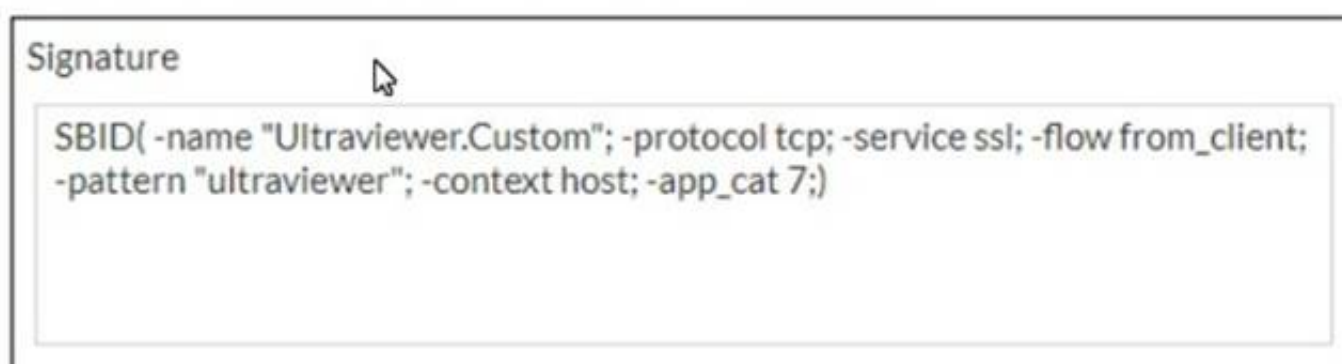 Signature
SBID( -name "Ultraviewer.Custom"; -protocol tcp; -service ssl; -flow from_client;
-pattern "ultraviewer"; -context host; -app_cat 7;)